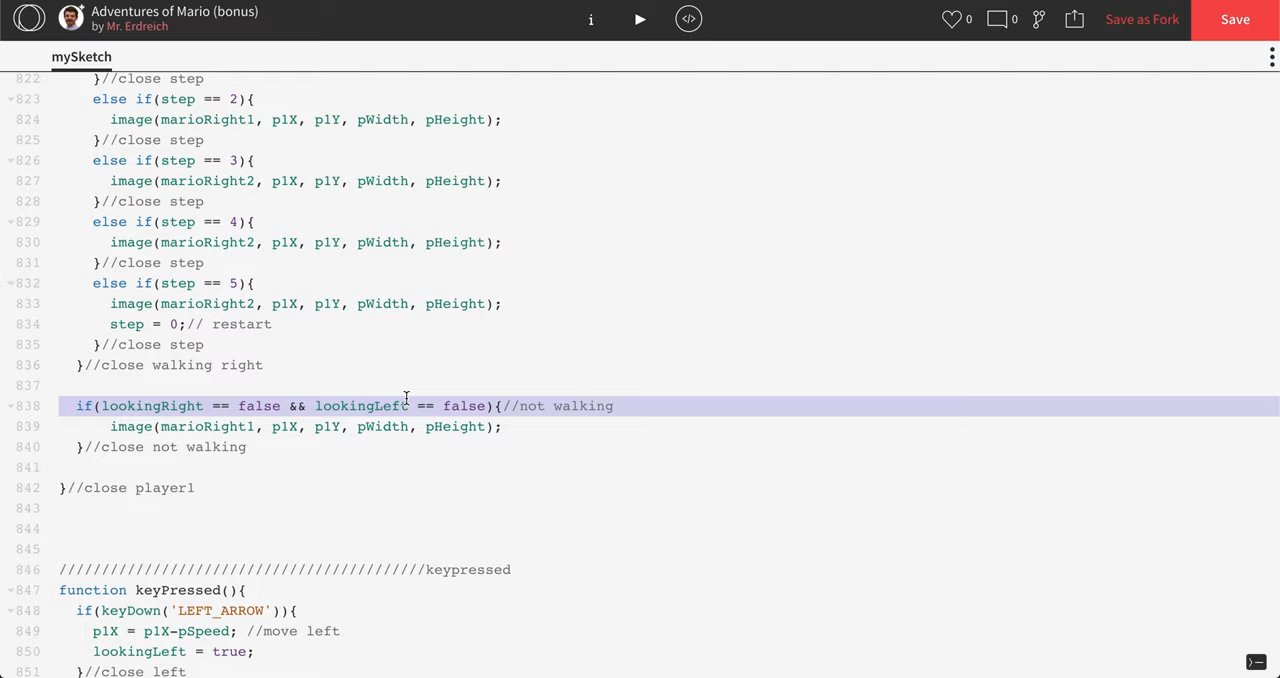 Adventures of Mario (bonus)
by Mr. Erdreich
i
</>
0
0
Save as Fork
Save
mySketch
822 }//close step
823 else if(step == 2){
824 image(marioRight1, p1X, p1Y, pWidth, pHeight);
825 }//close step
826 else if(step == 3){
827 image(marioRight2, p1X, p1Y, pWidth, pHeight);
828 }//close step
829 else if(step == 4){
830 image(marioRight2, p1X, p1Y, pWidth, pHeight);
831 }//close step
832 else if(step == 5){
833 image(marioRight2, p1X, p1Y, pWidth, pHeight);
834 step = 0;// restart
835 }//close step
836 }//close walking right
837
838 if(lookingRight == false && lookingLeft == false){//not walking
839 image(marioRight1, p1X, p1Y, pWidth, pHeight);
840 }//close not walking
841
842 }//close player1
843
844
845
846 ///////////////////////////////////////////keypressed
847 function keyPressed(){
848 if(keyDown('LEFT_ARROW')){
849 p1X = p1X-pSpeed; //move left
850 lookingLeft = true;
851 }//close left